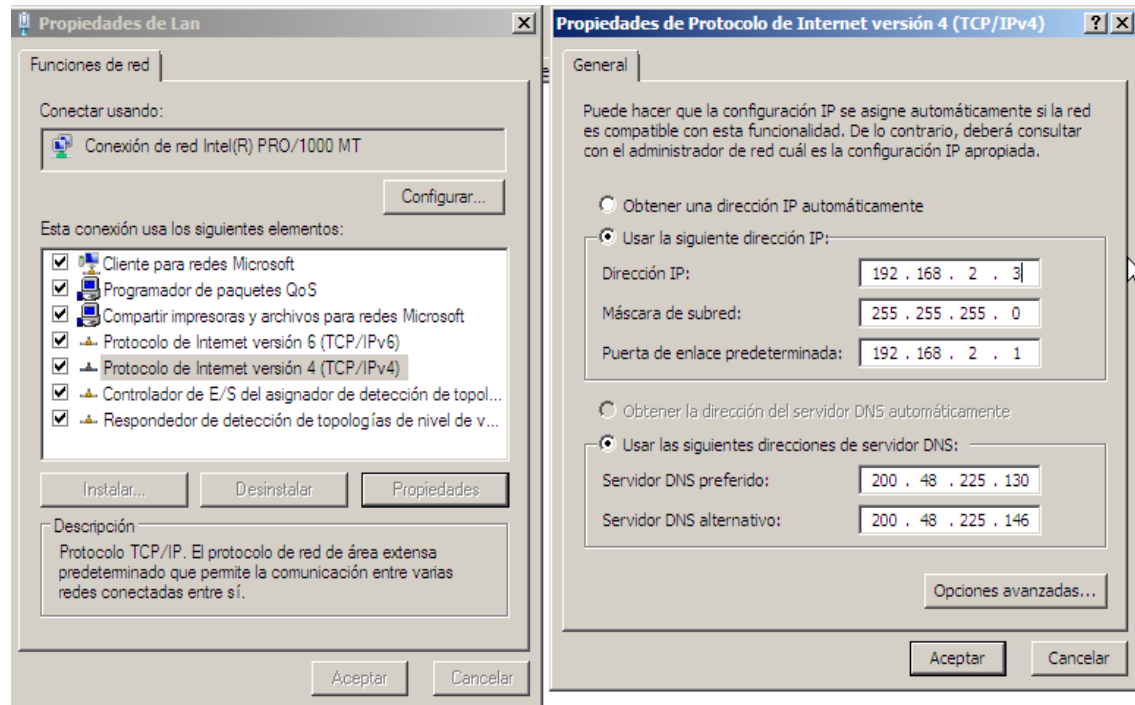 Propiedades de Lan
Funciones de red
Conectar usando:
Conexión de red Intel(R) PRO/1000 MT
Configurar...
Esta conexión usa los siguientes elementos:
Cliente para redes Microsoft
Programador de paquetes QoS
Compartir impresoras y archivos para redes Microsoft
Protocolo de Internet versión 6 (TCP/IPv6)
Protocolo de Internet versión 4 (TCP/IPv4)
Controlador de E/S del asignador de detección de topol...
Respondedor de detección de topologías de nivel de v...
Instalar...
Desinstalar
Propiedades
Descripción
Protocolo TCP/IP. El protocolo de red de área extensa
predeterminado que permite la comunicación entre varias
redes conectadas entre sí.
Aceptar
Cancelar
Propiedades de Protocolo de Internet versión 4 (TCP/IPv4)
General
Puede hacer que la configuración IP se asigne automáticamente si la red
es compatible con esta funcionalidad. De lo contrario, deberá consultar
con el administrador de red cuál es la configuración IP apropiada.
Obtener una dirección IP automáticamente
Usar la siguiente dirección IP:
Dirección IP: 192 . 168 . 2 . 3
Máscara de subred: 255 . 255 . 255 . 0
Puerta de enlace predeterminada: 192 . 168 . 2 . 1
Obtener la dirección del servidor DNS automáticamente
Usar las siguientes direcciones de servidor DNS:
Servidor DNS preferido: 200 . 48 . 225 . 130
Servidor DNS alternativo: 200 . 48 . 225 . 146
Opciones avanzadas...
Aceptar
Cancelar